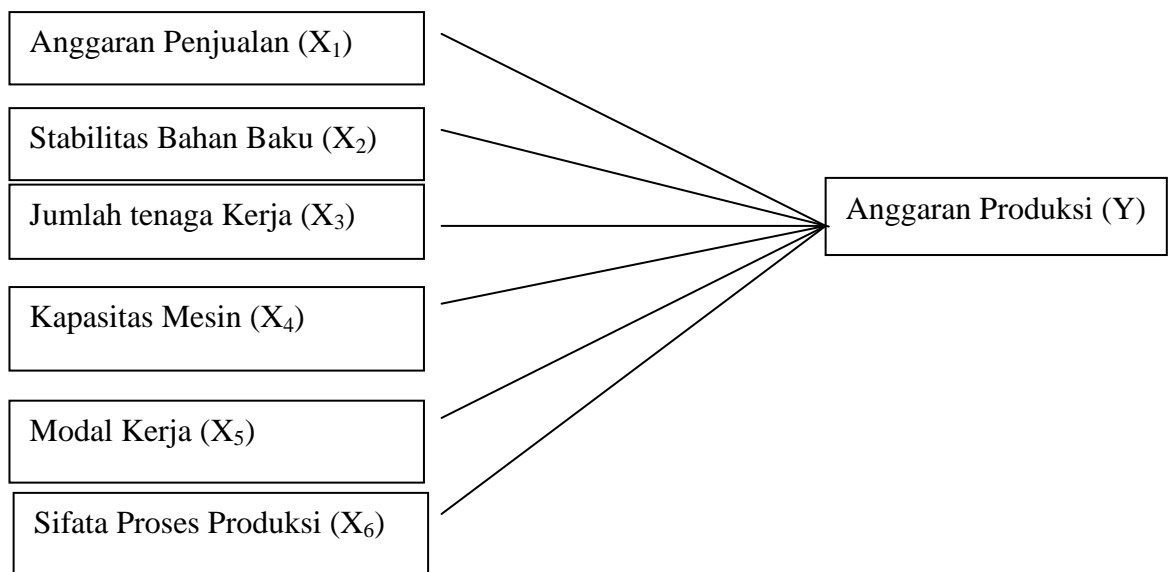 Anggaran Penjualan (X₁)
Stabilitas Bahan Baku (X₂)
Jumlah tenaga Kerja (X₃)
Kapasitas Mesin (X₄)
Modal Kerja (X₅)
Sifata Proses Produksi (X₆)
Anggaran Produksi (Y)